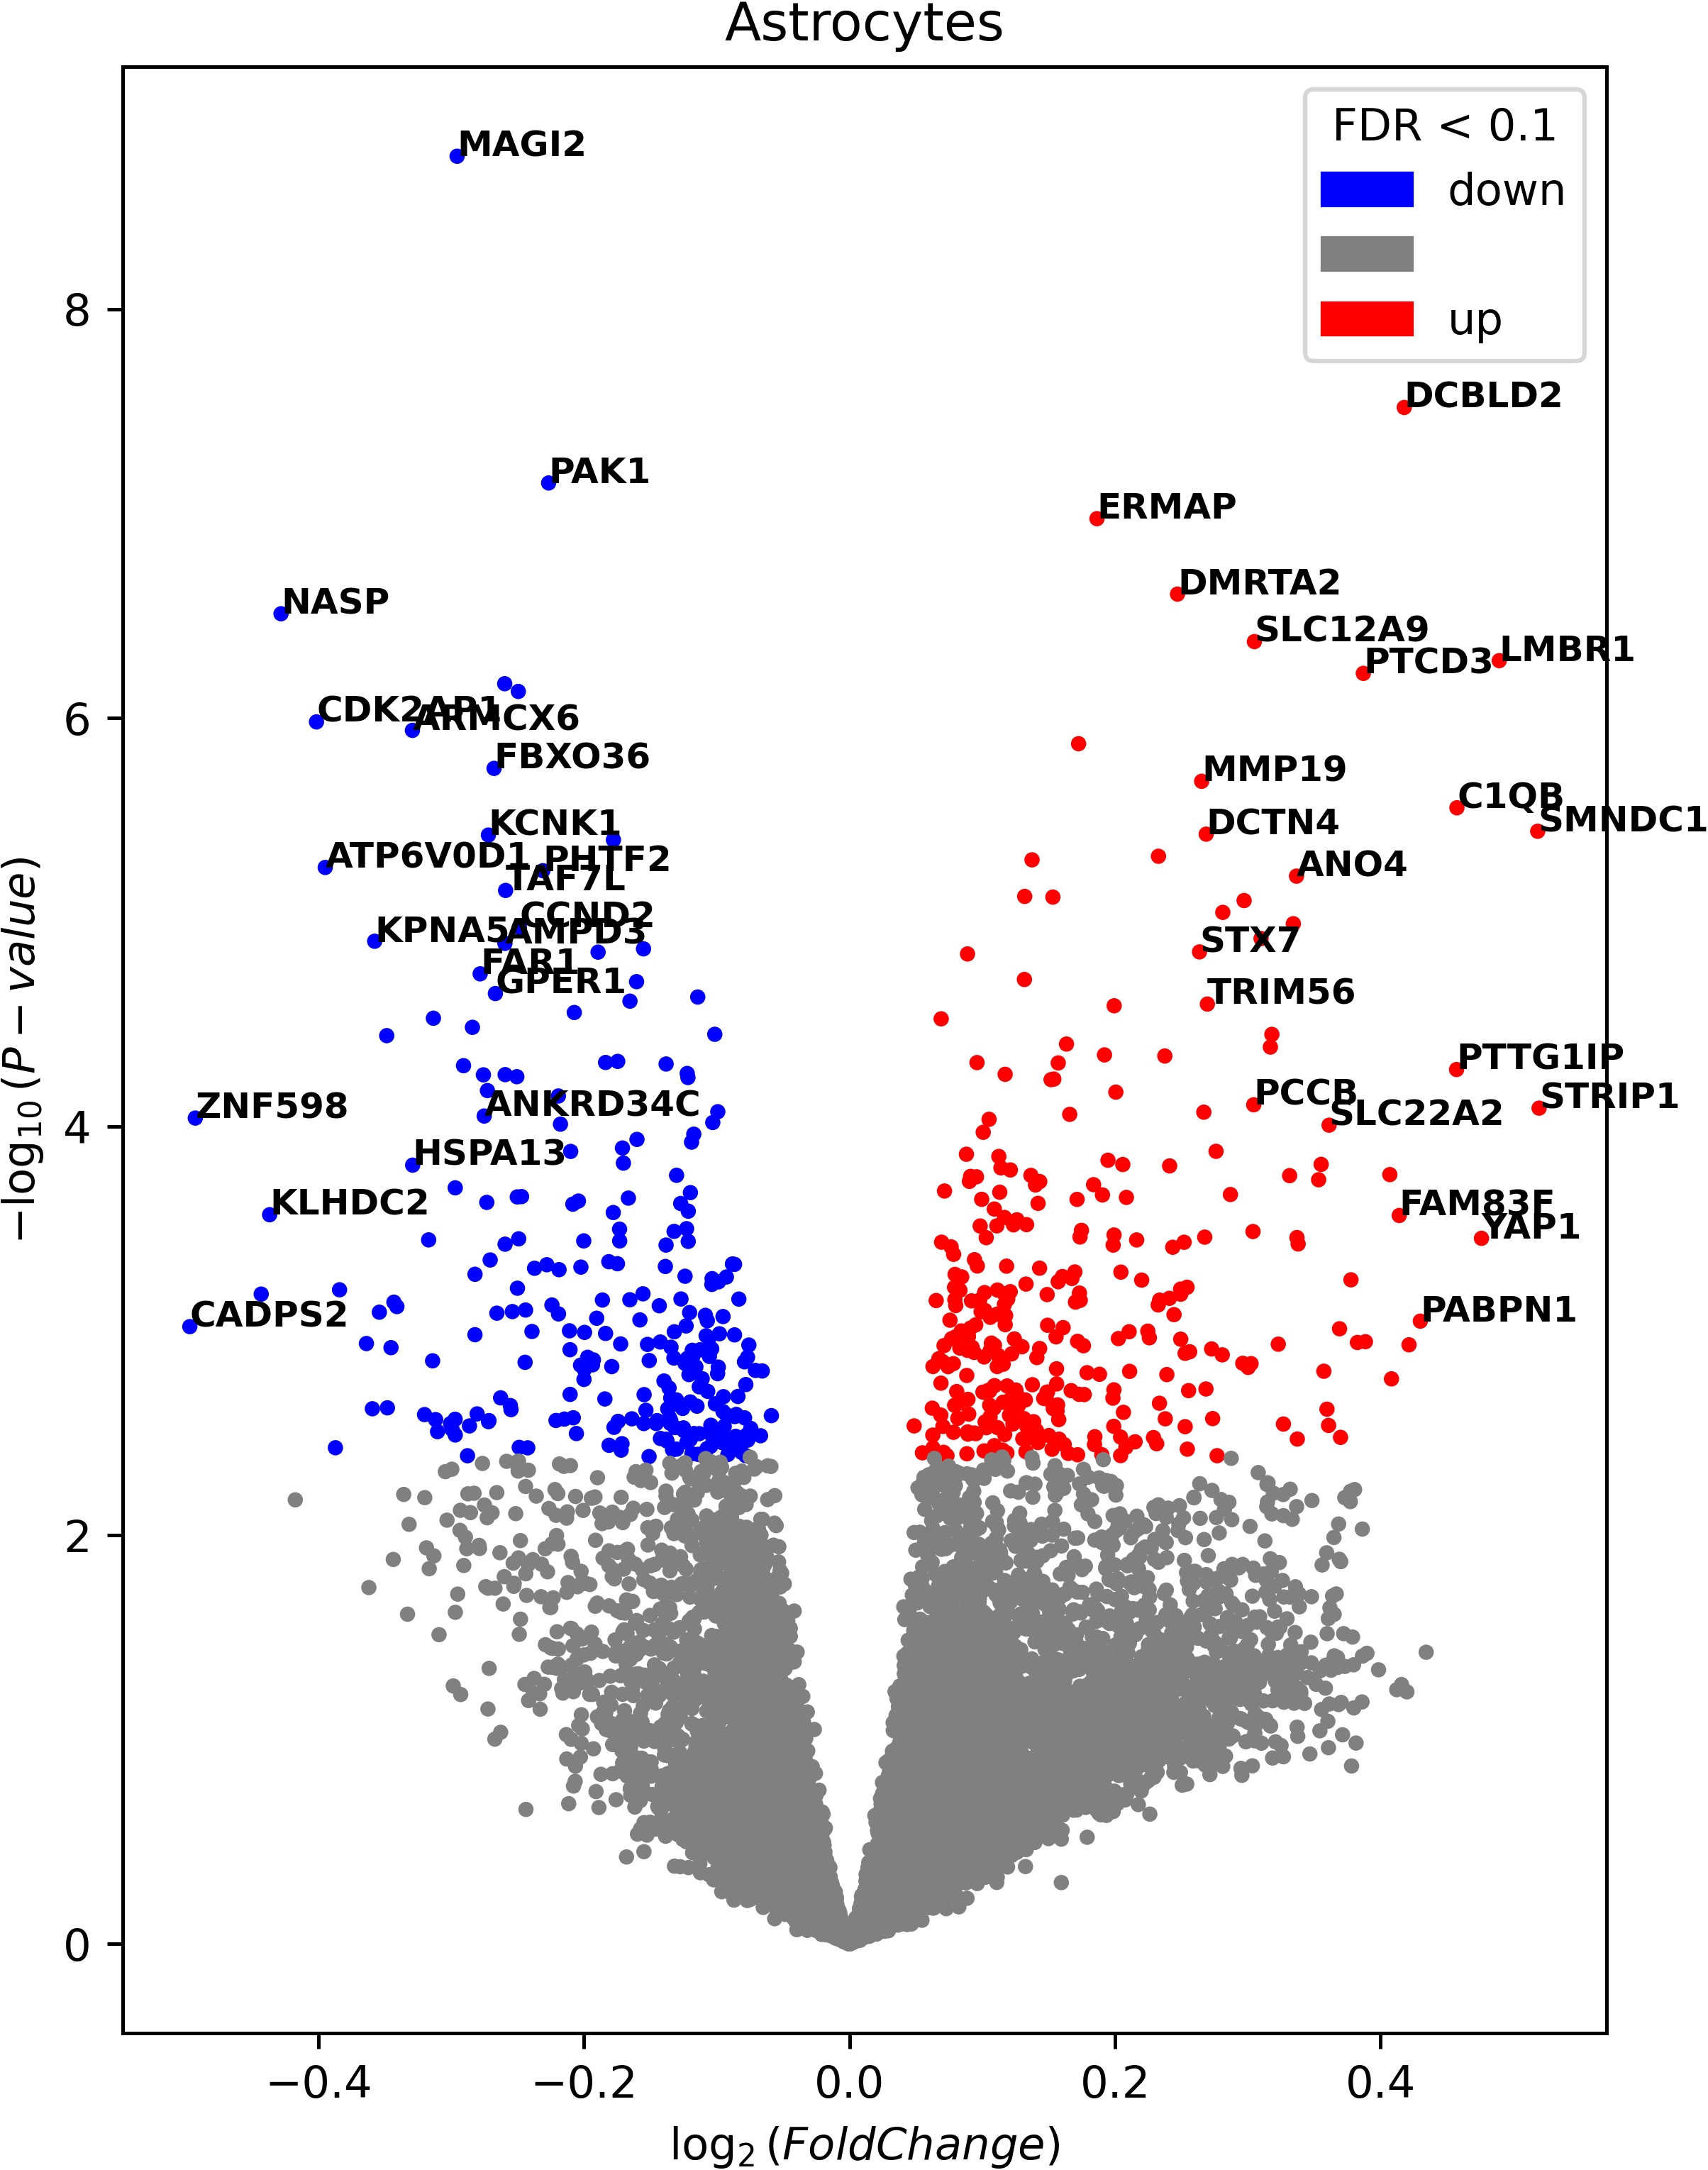 Astrocytes
FDR < 0.1
down
up
MAGI2
DCBLD2
PAK1
ERMAP
DMRTA2
NASP
SLC12A9
LMBR1
PTCD3
CDK2AP1
ARMCX6
FBXO36
MMP19
C1QB
SMNDC1
KCNK1
DCTN4
ATP6V0D1
PHTF2
ANO4
TAF7L
CCND2
KPNA5
AMPD3
STX7
FAR1
GPER1
TRIM56
PTTG1IP
PCCB
STRIP1
ZNF598
ANKRD34C
SLC22A2
HSPA13
KLHDC2
FAM83F
YAP1
CADPS2
PABPN1
8
6
4
2
0
−log10 (P − value)
−0.4
−0.2
0.0
0.2
0.4
log2 (FoldChange)